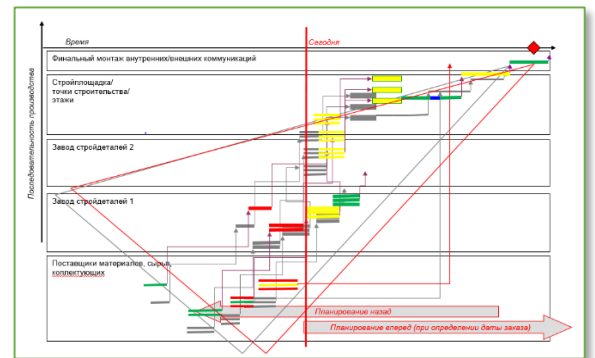 Время
Сегодня
Финальный монтаж внутренних/внешних коммуникаций
Стройплощадка/
точки строительства/
этажи
Последовательность производства
Завод стройдеталей 2
Завод стройдеталей 1
Поставщики материалов, сырья,
коплектующих
Планирование назад
Планирование вперед (при определении даты заказа)